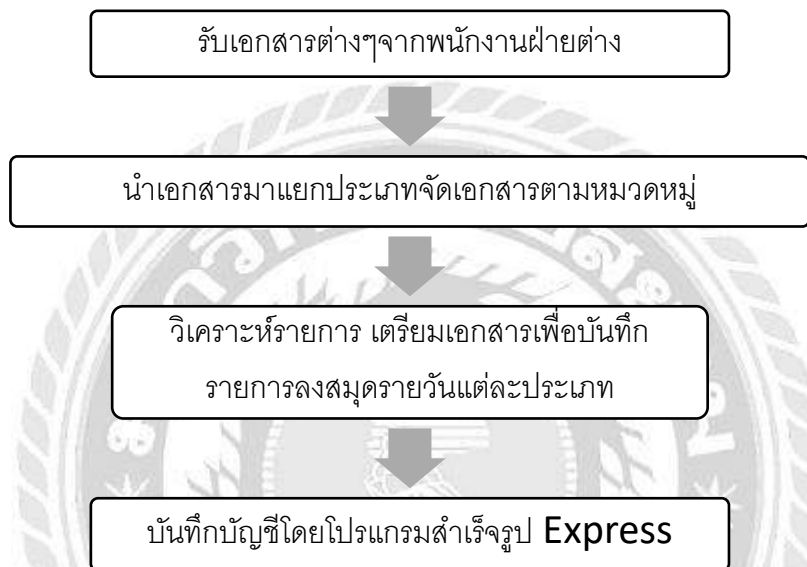 รับเอกสารต่างๆจากพนักงานฝ่ายต่าง
นำเอกสารมาแยกประเภทจัดเอกสารตามหมวดหมู่
วิเคราะห์รายการ เตรียมเอกสารเพื่อบันทึก
รายการลงสมุดรายวันแต่ละประเภท
บันทึกบัญชีโดยโปรแกรมสำเร็จรูป Express